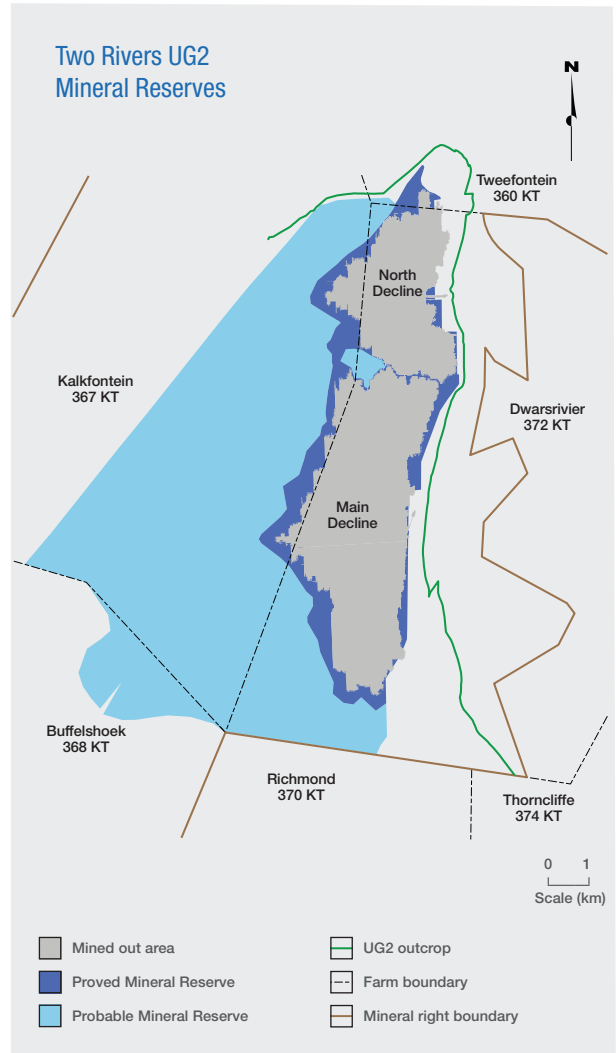 Two Rivers UG2
Mineral Reserves
N
Tweefontein
360 KT
North
Decline
Kalkfontein
367 KT
Dwarsrivier
372 KT
Main
Decline
Buffelshoek
368 KT
Richmond
370 KT
Thorncliffe
374 KT
0 1
Scale (km)
Mined out area
Proved Mineral Reserve
Probable Mineral Reserve
UG2 outcrop
Farm boundary
Mineral right boundary